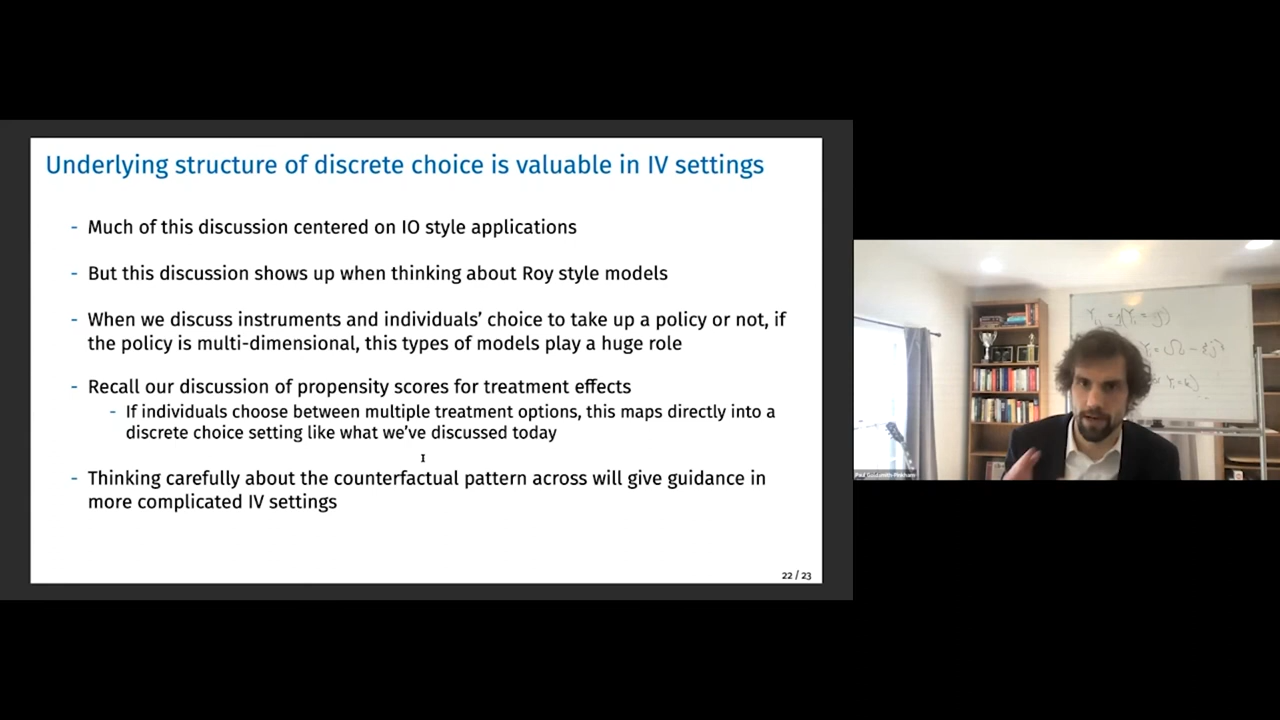 Underlying structure of discrete choice is valuable in IV settings
- Much of this discussion centered on IO style applications
- But this discussion shows up when thinking about Roy style models
- When we discuss instruments and individuals’ choice to take up a policy or not, if
the policy is multi-dimensional, this types of models play a huge role
- Recall our discussion of propensity scores for treatment effects
- If individuals choose between multiple treatment options, this maps directly into a
discrete choice setting like what we’ve discussed today
- Thinking carefully about the counterfactual pattern across will give guidance in
more complicated IV settings
22 / 23
Paul Goldsmith-Pinkham